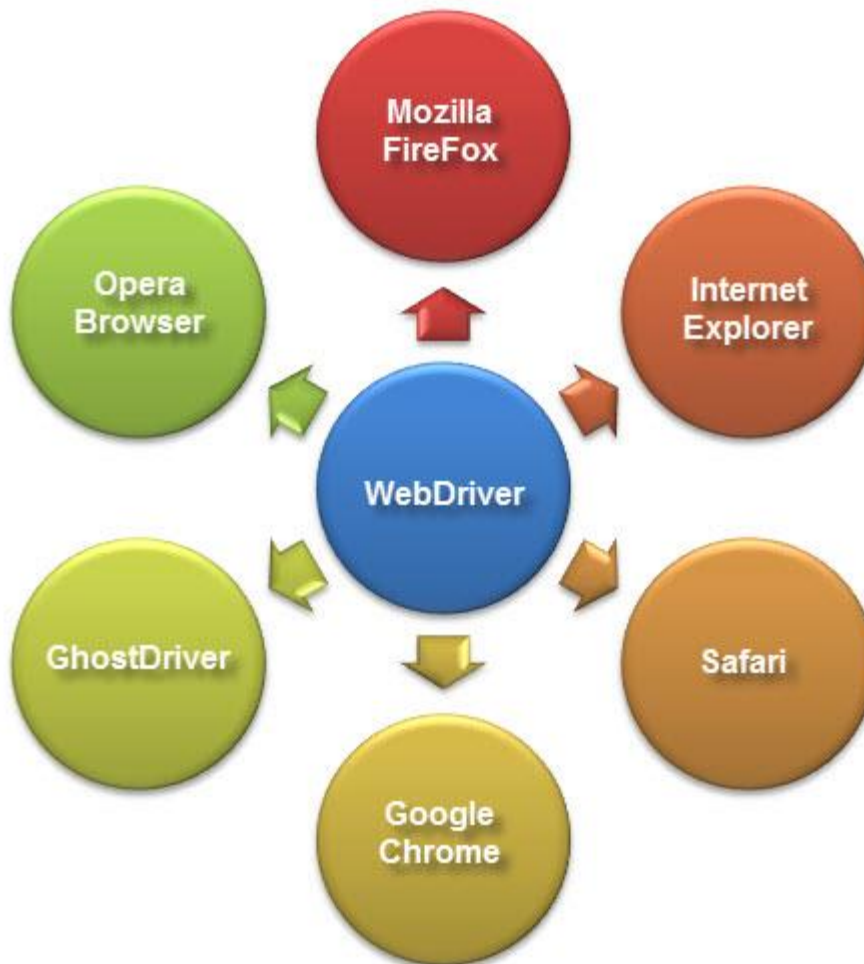 Mozilla
FireFox
Opera
Browser
Internet
Explorer
WebDriver
GhostDriver
Safari
Google
Chrome